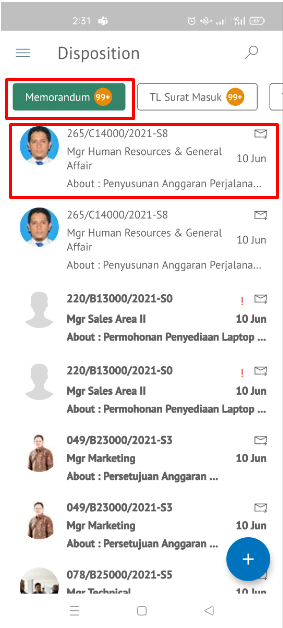 2:31
Disposition
Memorandum 99+
TL Surat Masuk 99+
265/C14000/2021-S8
Mgr Human Resources & General
Affair
10 Jun
About : Penyusunan Anggaran Perjalana...
265/C14000/2021-S8
Mgr Human Resources & General
Affair
10 Jun
About : Penyusunan Anggaran Perjalana...
220/B13000/2021-S0
!
Mgr Sales Area II
10 Jun
About : Permohonan Penyediaan Laptop ...
220/B13000/2021-S0
!
Mgr Sales Area II
10 Jun
About : Permohonan Penyediaan Laptop ...
049/B23000/2021-S3
Mgr Marketing
10 Jun
About : Persetujuan Anggaran ...
049/B23000/2021-S3
Mgr Marketing
10 Jun
About : Persetujuan Anggaran ...
078/B25000/2021-S5
Mgr Technical
10 Jun